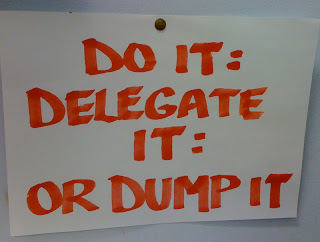 DO IT:
DELEGATE
IT:
OR DUMP IT